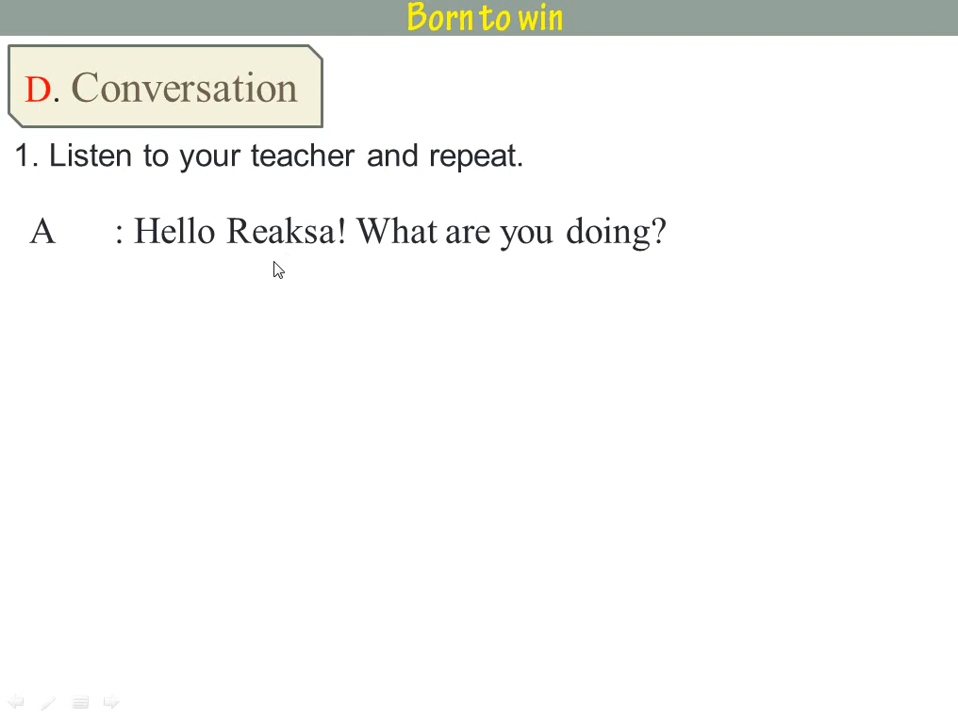 Born to win
D. Conversation
1. Listen to your teacher and repeat.
A : Hello Reaksa! What are you doing?